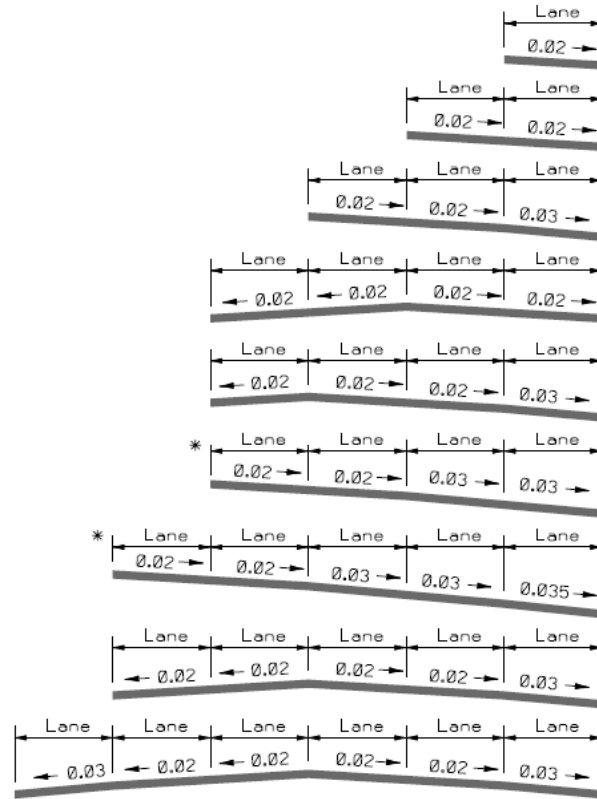 Lane
0.02
Lane Lane
0.02 0.02
Lane Lane Lane
0.02 0.02 0.03
Lane Lane Lane Lane
0.02 0.02 0.02 0.02
Lane Lane Lane Lane
0.02 0.02 0.02 0.03
* Lane Lane Lane Lane
0.02 0.02 0.03 0.03
* Lane Lane Lane Lane Lane
0.02 0.02 0.03 0.03 0.035
Lane Lane Lane Lane Lane
0.02 0.02 0.02 0.02 0.03
Lane Lane Lane Lane Lane Lane
0.03 0.02 0.02 0.02 0.02 0.03